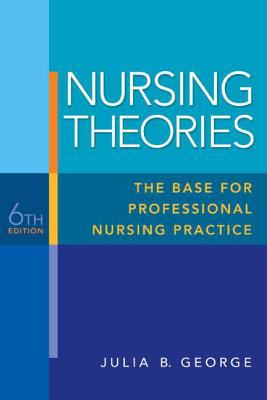 NURSING
THEORIES
THE BASE FOR
PROFESSIONAL
NURSING PRACTICE
6TH
EDITION
JULIA B. GEORGE